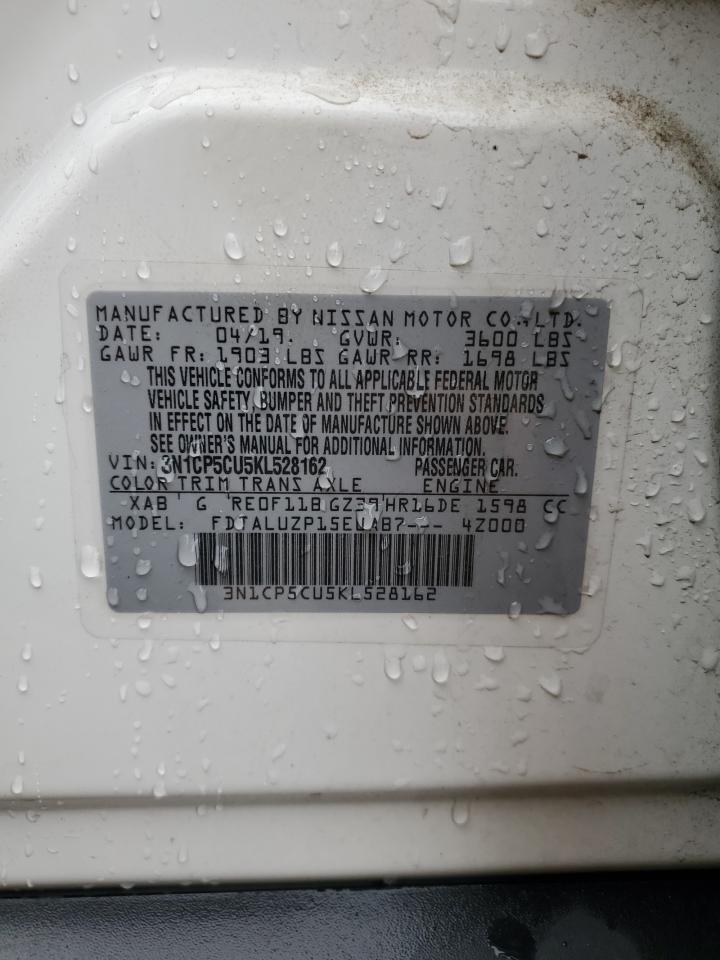 MANUFACTURED BY NISSAN MOTOR CO., LTD.
DATE: 04/19. GVWR: 3600 LBS
GAWR FR: 1903 LBS GAWR RR: 1698 LBS
THIS VEHICLE CONFORMS TO ALL APPLICABLE FEDERAL MOTOR
VEHICLE SAFETY, BUMPER AND THEFT PREVENTION STANDARDS
IN EFFECT ON THE DATE OF MANUFACTURE SHOWN ABOVE.
SEE OWNER'S MANUAL FOR ADDITIONAL INFORMATION.
VIN: 3N1CP5CU5KL528162 PASSENGER CAR.
COLOR TRIM TRANS AXLE ENGINE
XAB G RE0F11B GZ39 HR16DE 1598 CC
MODEL: 4Z000
3N1CP5CU5KL528162